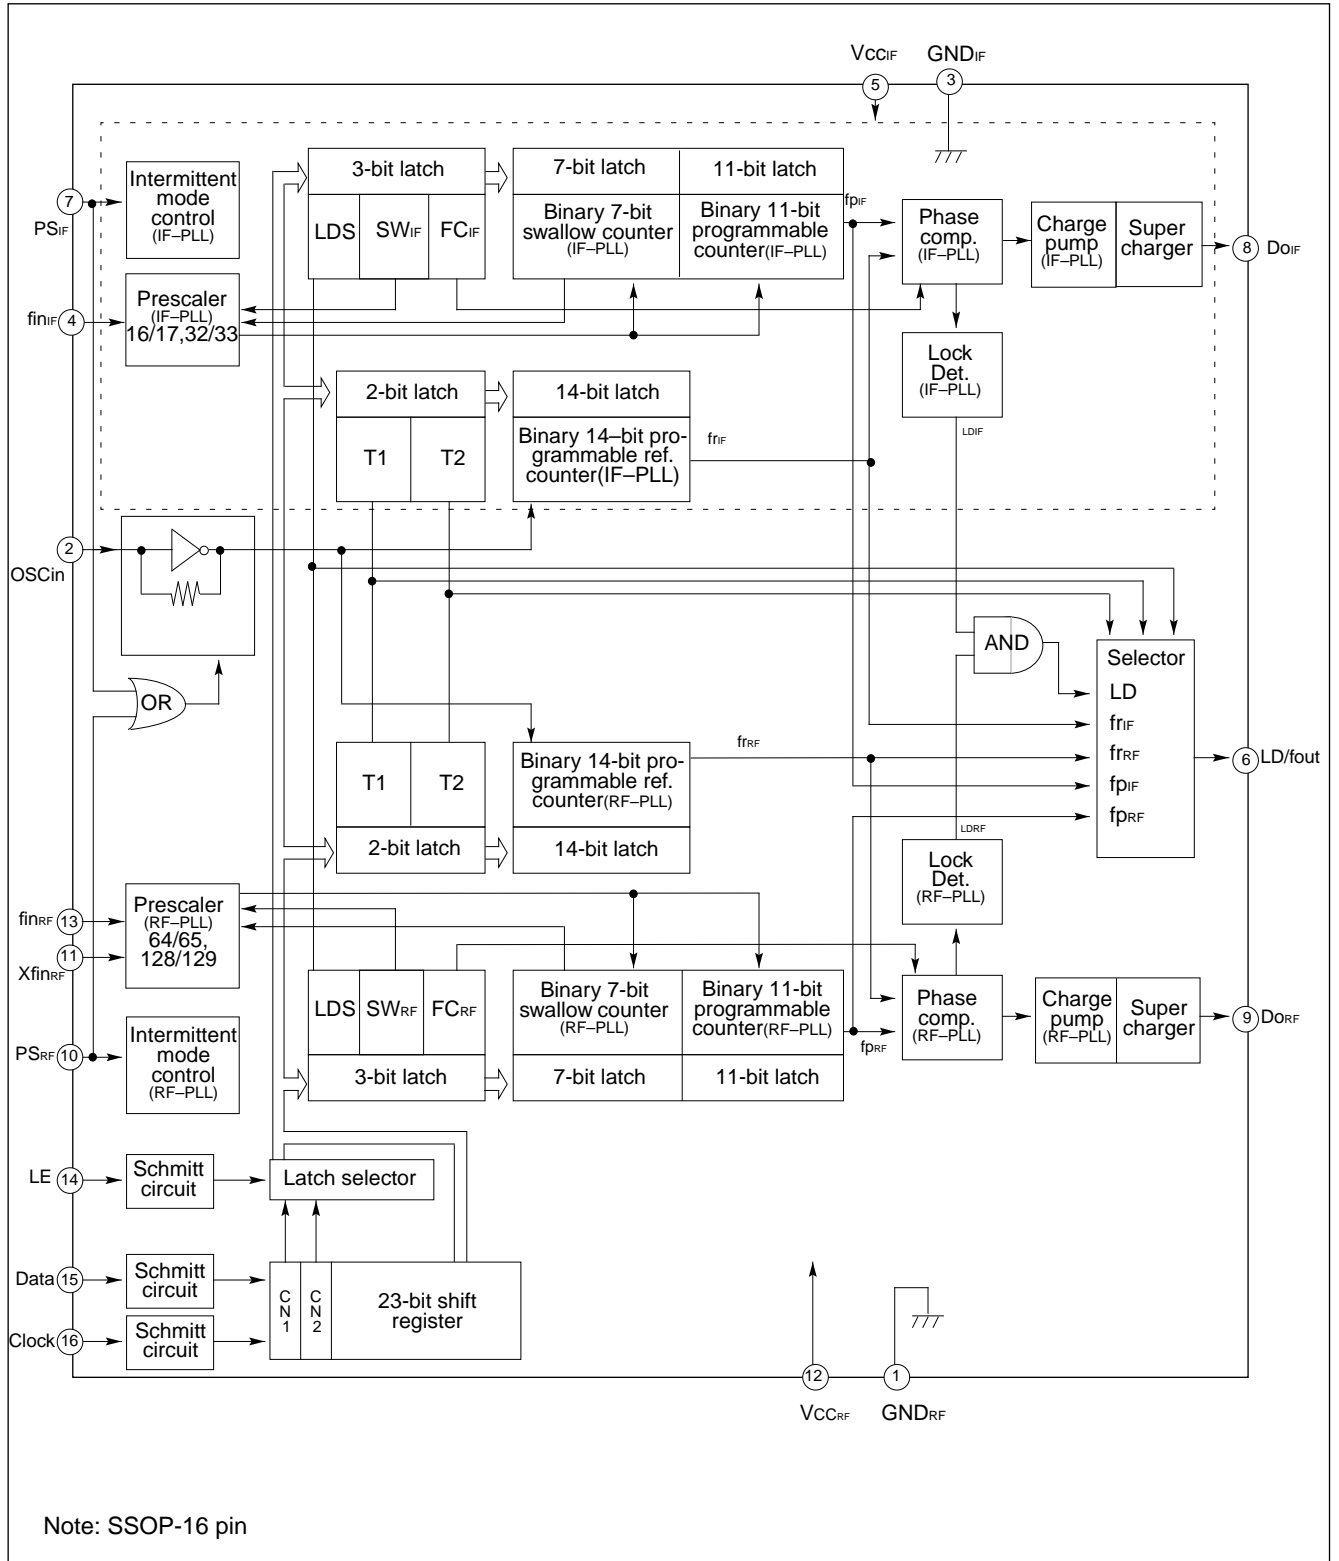 VccIF
GNDIF
5
3
7
PSIF
Intermittent
mode
control
(IF–PLL)
3-bit latch
LDS
SWIF
FCIF
7-bit latch
11-bit latch
Binary 7-bit
swallow counter
(IF–PLL)
Binary 11-bit
programmable
counter(IF–PLL)
fpIF
Phase
comp.
(IF–PLL)
Charge
pump
(IF–PLL)
Super
charger
8
DoIF
finIF
4
Prescaler
(IF–PLL)
16/17,32/33
Lock
Det.
(IF–PLL)
LDIF
2-bit latch
T1
T2
14-bit latch
Binary 14–bit pro-
grammable ref.
counter(IF–PLL)
frIF
2
OSCin
OR
AND
Selector
LD
frIF
frRF
fpIF
fpRF
6
LD/fout
T1
T2
2-bit latch
Binary 14-bit pro-
grammable ref.
counter(RF–PLL)
14-bit latch
frRF
LDRF
Lock
Det.
(RF–PLL)
finRF
13
11
XfinRF
Prescaler
(RF–PLL)
64/65,
128/129
LDS
SWRF
FCRF
3-bit latch
Binary 7-bit
swallow counter
(RF–PLL)
Binary 11-bit
programmable
counter(RF–PLL)
7-bit latch
11-bit latch
fpRF
Phase
comp.
(RF–PLL)
Charge
pump
(RF–PLL)
Super
charger
9
DoRF
PSRF
10
Intermittent
mode
control
(RF–PLL)
LE
14
Schmitt
circuit
Latch selector
Data
15
Schmitt
circuit
CN1
CN2
23-bit shift
register
Clock
16
Schmitt
circuit
12
1
VCCRF
GNDRF
Note: SSOP-16 pin